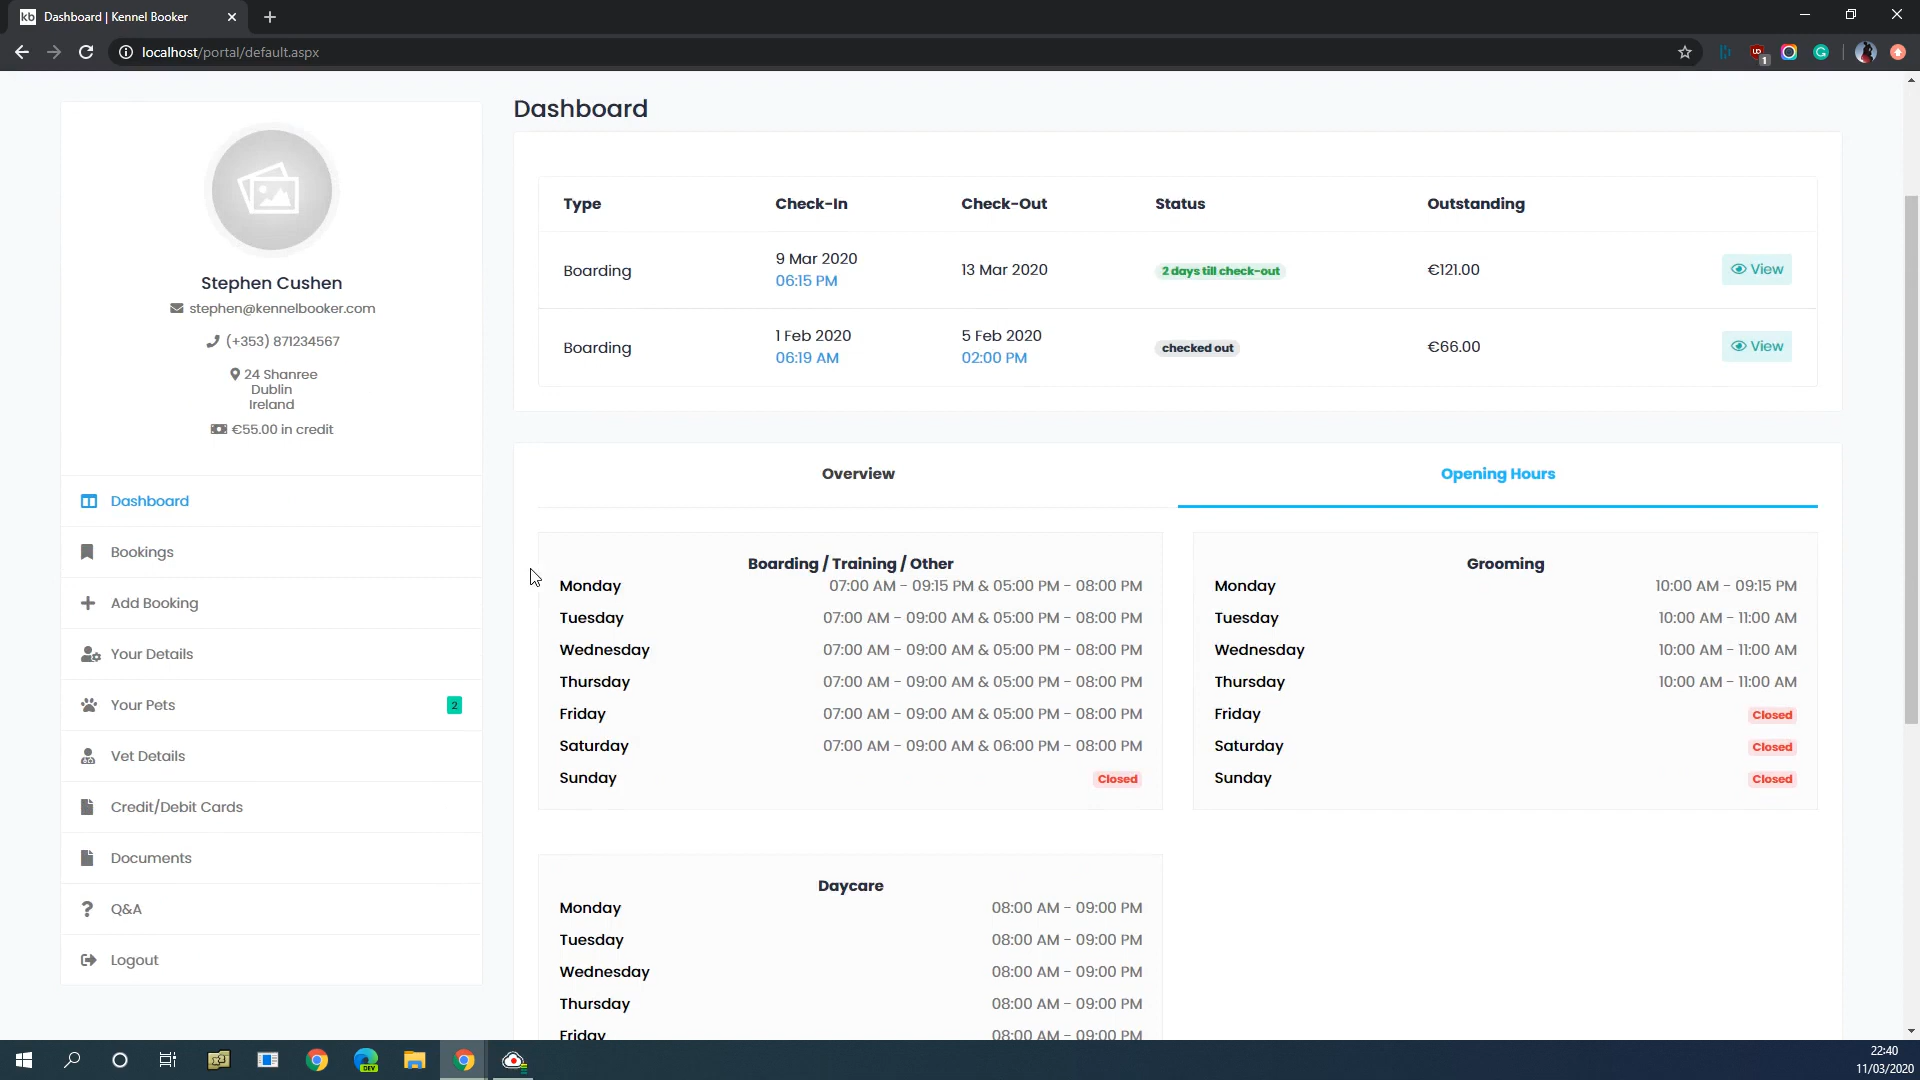 Dashboard | Kennel Booker
localhost/portal/default.aspx
Stephen Cushen
stephen@kennelbooker.com
(+353) 871234567
24 Shanree
Dublin
Ireland
€55.00 in credit
Dashboard
Bookings
Add Booking
Your Details
Your Pets 2
Vet Details
Credit/Debit Cards
Documents
Q&A
Logout
Dashboard
Type Check-In Check-Out Status Outstanding
Boarding 9 Mar 2020 06:15 PM 13 Mar 2020 2 days till check-out €121.00 View
Boarding 1 Feb 2020 06:19 AM 5 Feb 2020 02:00 PM checked out €66.00 View
Overview Opening Hours
Boarding / Training / Other
Monday 07:00 AM - 09:15 PM & 05:00 PM - 08:00 PM
Tuesday 07:00 AM - 09:00 AM & 05:00 PM - 08:00 PM
Wednesday 07:00 AM - 09:00 AM & 05:00 PM - 08:00 PM
Thursday 07:00 AM - 09:00 AM & 05:00 PM - 08:00 PM
Friday 07:00 AM - 09:00 AM & 05:00 PM - 08:00 PM
Saturday 07:00 AM - 09:00 AM & 06:00 PM - 08:00 PM
Sunday Closed
Grooming
Monday 10:00 AM - 09:15 PM
Tuesday 10:00 AM - 11:00 AM
Wednesday 10:00 AM - 11:00 AM
Thursday 10:00 AM - 11:00 AM
Friday Closed
Saturday Closed
Sunday Closed
Daycare
Monday 08:00 AM - 09:00 PM
Tuesday 08:00 AM - 09:00 PM
Wednesday 08:00 AM - 09:00 PM
Thursday 08:00 AM - 09:00 PM
Friday 08:00 AM - 09:00 PM
22:40
11/03/2020